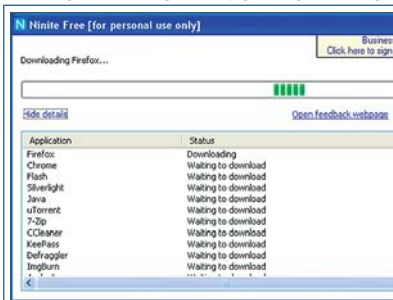 N Ninite Free [for personal use only]
Busines
Click here to sign
Downloading Firefox...
Hide details
Open feedback webpage
Application Status
Firefox Downloading
Chrome Waiting to download
Flash Waiting to download
Silverlight Waiting to download
Java Waiting to download
uTorrent Waiting to download
7-Zip Waiting to download
CCleaner Waiting to download
KeePass Waiting to download
Defraggler Waiting to download
ImgBurn Waiting to download